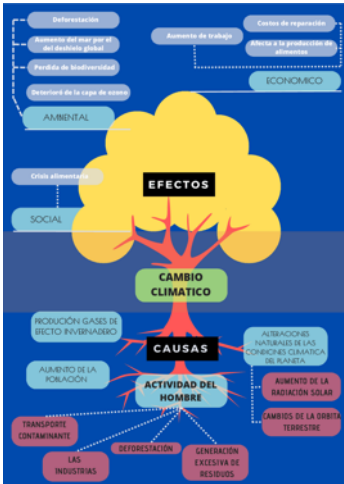 Deforestación
Aumento del mar por el
del deshielo global
Perdida de biodiversidad
Deterioró de la capa de ozono
AMBIENTAL
Costos de reparación
Aumento de trabajo
Afecta a la producción de
alimentos
ECONOMICO
Crisis alimentaria
SOCIAL
EFECTOS
CAMBIO
CLIMATICO
PRODUCIÓN GASES DE
EFECTO INVERNADERO
CAUSAS
ALTERACIONES
NATURALES DE LAS
CONDICIONES CLIMATICA
DEL PLANETA
AUMENTO DE LA
POBLACIÓN
ACTIVIDAD DEL
HOMBRE
AUMENTO DE LA
RADIACIÓN SOLAR
CAMBIOS DE LA ORBITA
TERRESTRE
TRANSPORTE
CONTAMINANTE
LAS
INDUSTRIAS
DEFORESTACIÓN
GENERACIÓN
EXCESIVA DE
RESIDUOS